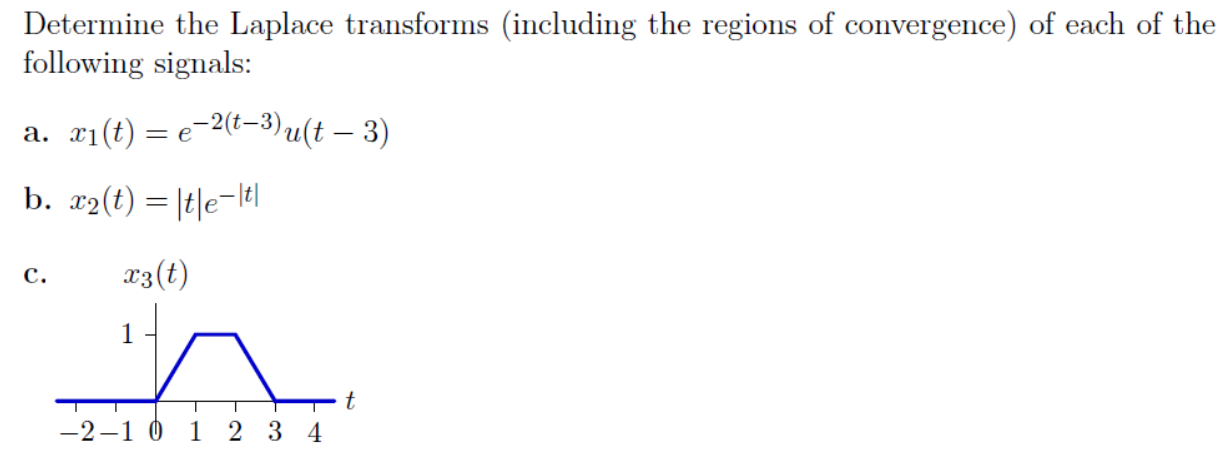 Determine the Laplace transforms (including the regions of convergence) of each of the
following signals:
a. x₁(t) = e^{−2(t−3)}u(t − 3)
b. x₂(t) = |t|e^{−|t|}
c. x₃(t)
1
t
−2 −1 0 1 2 3 4